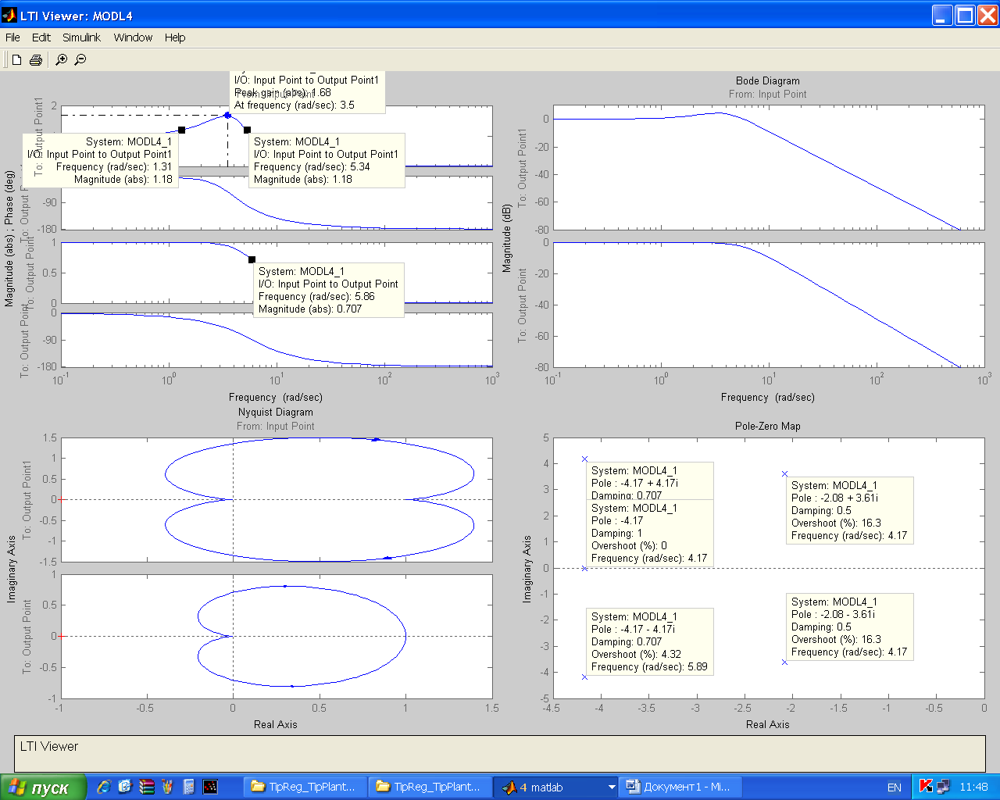 LTI Viewer: MODL4
File Edit Simulink Window Help
I/O: Input Point to Output Point1
Peak gain (abs): 1.68
At frequency (rad/sec): 3.5
System: MODL4_1
I/O: Input Point to Output Point1
Frequency (rad/sec): 1.31
Magnitude (abs): 1.18
System: MODL4_1
I/O: Input Point to Output Point1
Frequency (rad/sec): 5.34
Magnitude (abs): 1.18
2
To: Output Point1
-90
-180
To: Output Point
1
0.5
0
To: Output Point
System: MODL4_1
I/O: Input Point to Output Point
Frequency (rad/sec): 5.86
Magnitude (abs): 0.707
0
-90
-180
To: Output Point
Magnitude (abs) ; Phase (deg)
10^-1 10^0 10^1 10^2 10^3
Frequency (rad/sec)
Bode Diagram
From: Input Point
0
-20
-40
-60
-80
To: Output Point1
0
-20
-40
-60
-80
To: Output Point
Magnitude (dB)
10^-1 10^0 10^1 10^2 10^3
Frequency (rad/sec)
Nyquist Diagram
From: Input Point
1.5
1
0.5
0
-0.5
-1
-1.5
To: Output Point1
1
0.5
0
-0.5
-1
To: Output Point
Imaginary Axis
-1 -0.5 0 0.5 1 1.5
Real Axis
Pole-Zero Map
5
4
3
2
1
0
-1
-2
-3
-4
-5
Imaginary Axis
System: MODL4_1
Pole : -4.17 + 4.17i
Damping: 0.707
System: MODL4_1
Pole : -4.17
Damping: 1
Overshoot (%): 0
Frequency (rad/sec): 4.17
System: MODL4_1
Pole : -2.08 + 3.61i
Damping: 0.5
Overshoot (%): 16.3
Frequency (rad/sec): 4.17
System: MODL4_1
Pole : -4.17 - 4.17i
Damping: 0.707
Overshoot (%): 4.32
Frequency (rad/sec): 5.89
System: MODL4_1
Pole : -2.08 - 3.61i
Damping: 0.5
Overshoot (%): 16.3
Frequency (rad/sec): 4.17
-4.5 -4 -3.5 -3 -2.5 -2 -1.5 -1 -0.5 0
Real Axis
LTI Viewer
пуск TipReg_TipPlant... TipReg_TipPlant... 4 matlab Документ1 - Mi... EN 11:48